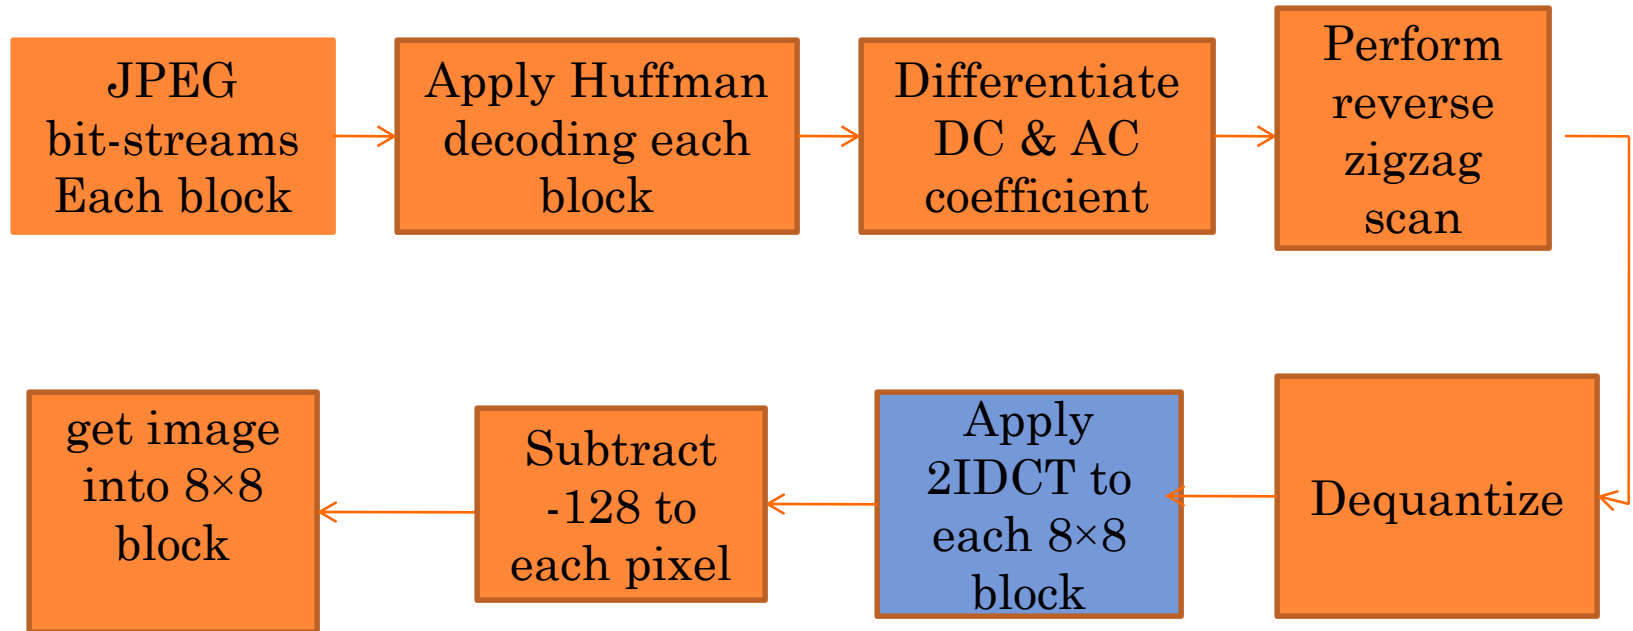 JPEG
bit-streams
Each block
Apply Huffman
decoding each
block
Differentiate
DC & AC
coefficient
Perform
reverse
zigzag
scan
Dequantize
Apply
2IDCT to
each 8×8
block
Subtract
-128 to
each pixel
get image
into 8×8
block